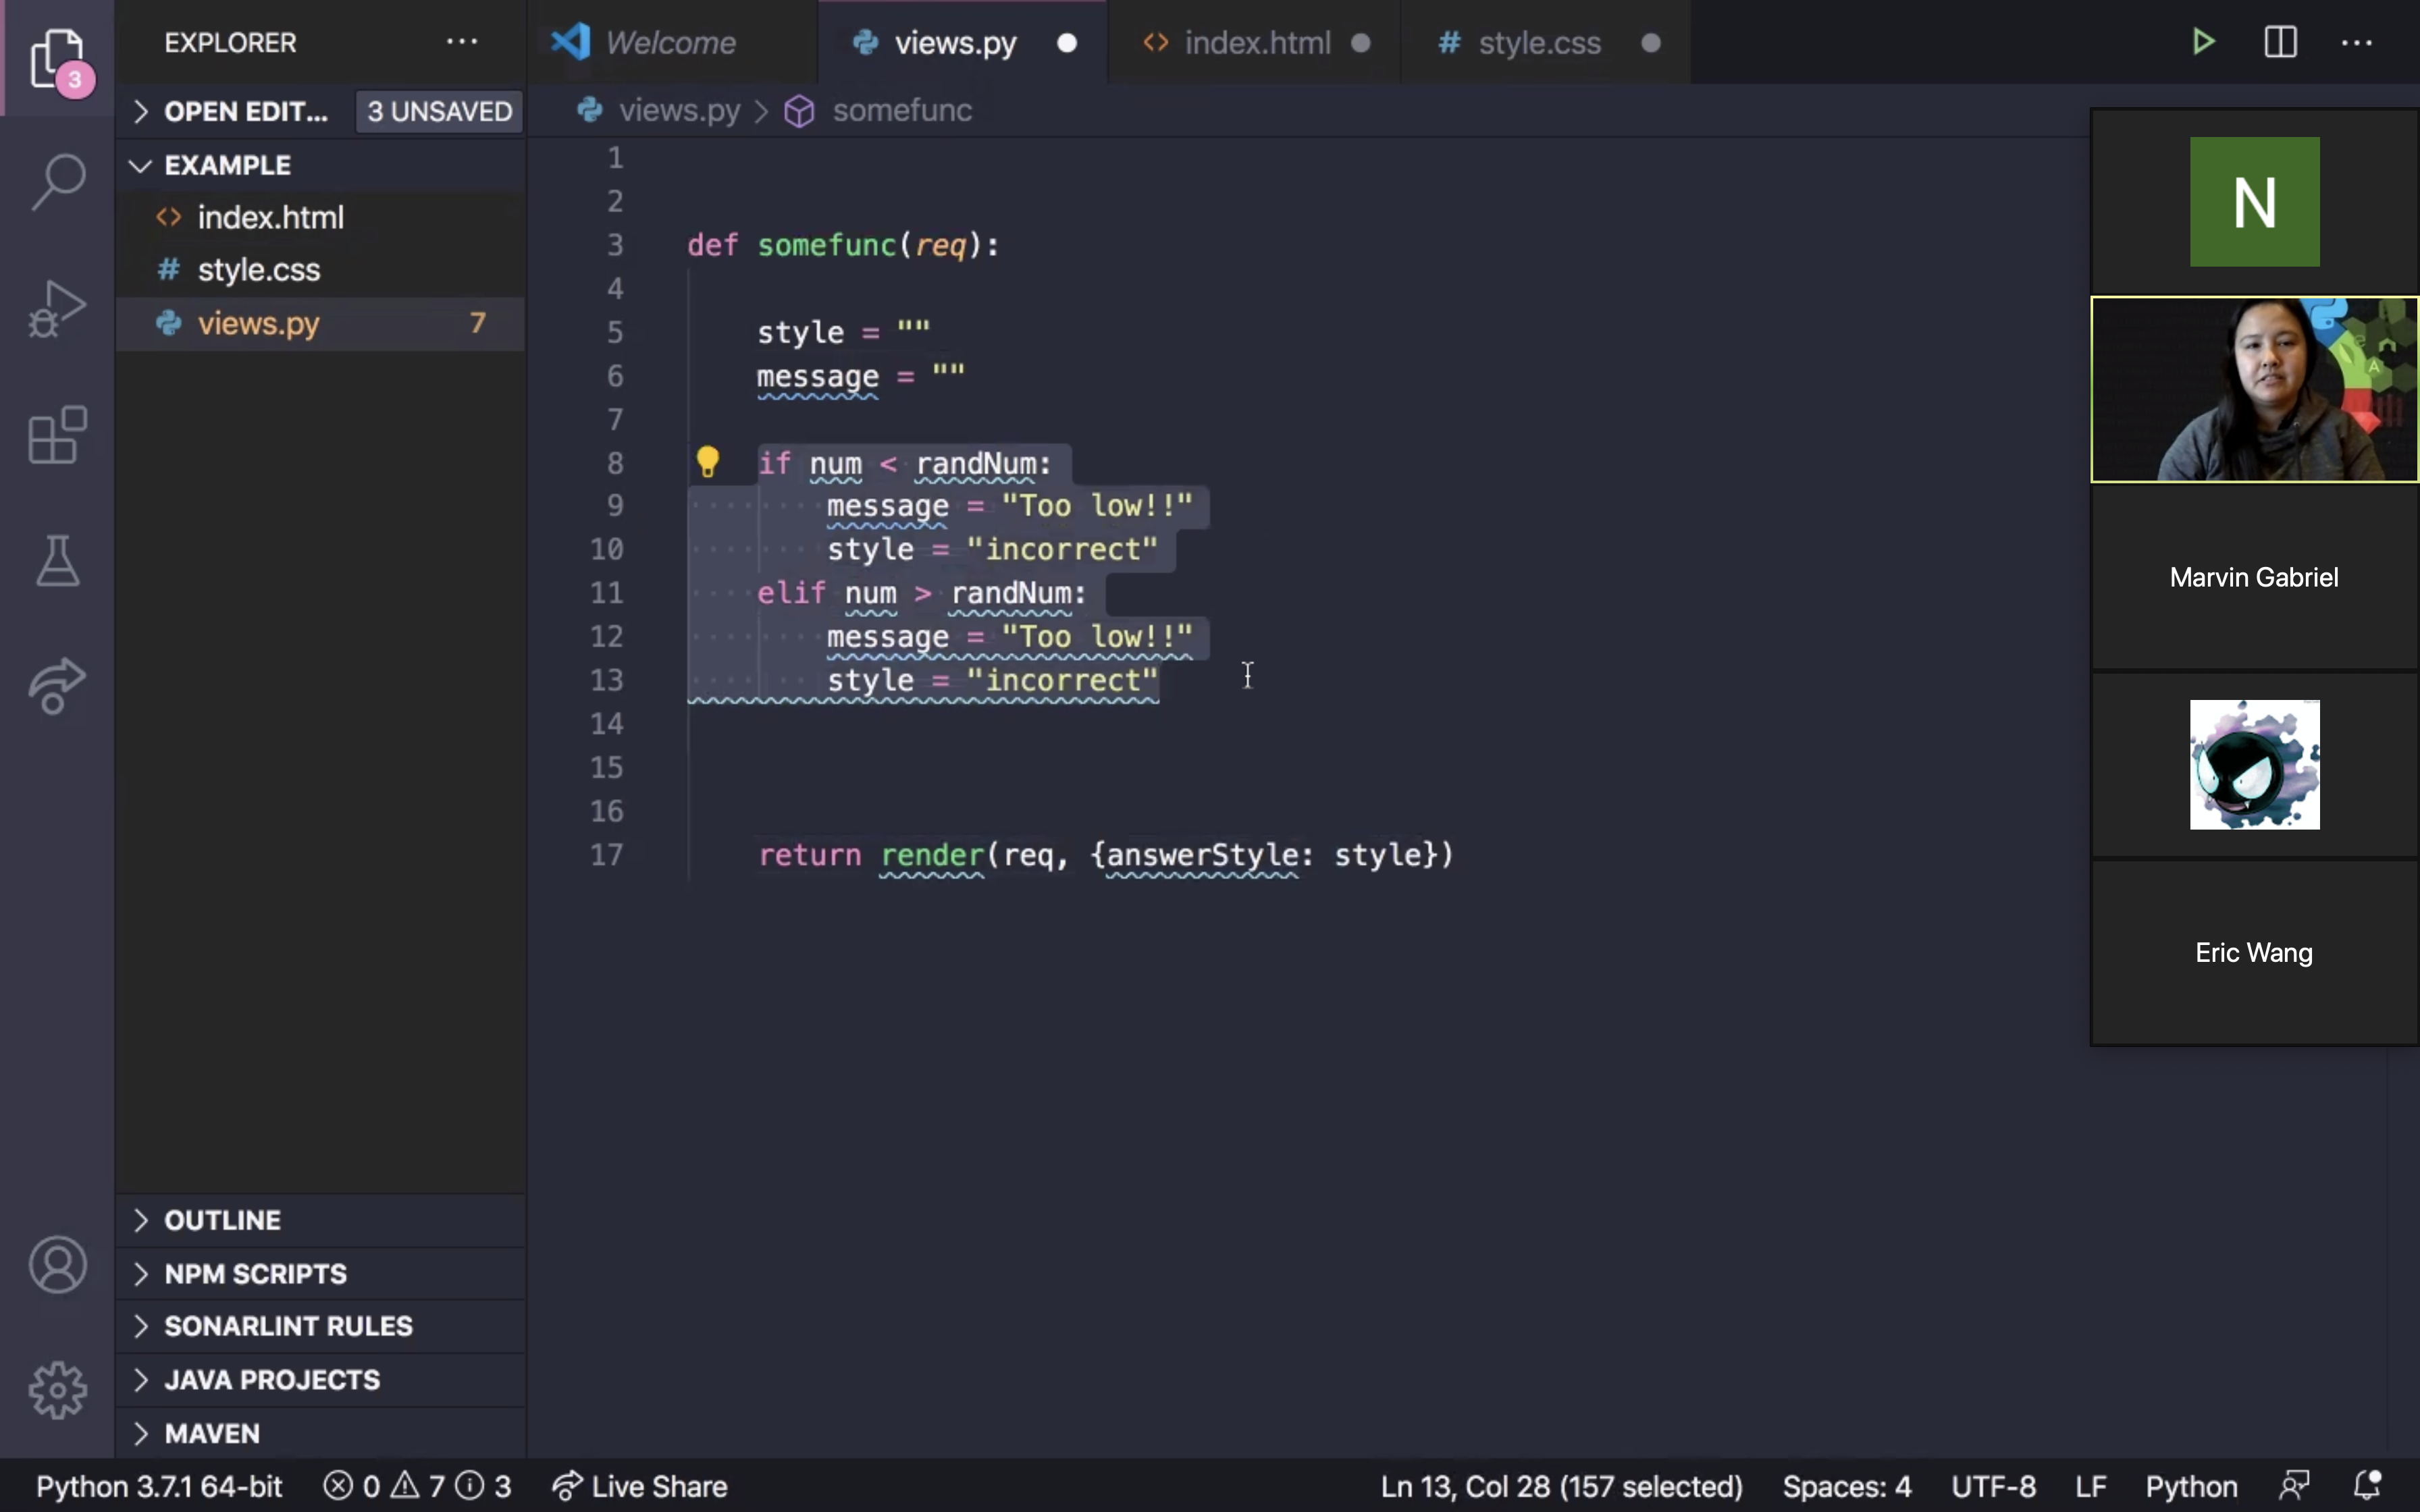 EXPLORER
Welcome
views.py
index.html
# style.css
3
OPEN EDIT... 3 UNSAVED
views.py > somefunc
EXAMPLE
<> index.html
# style.css
views.py 7
1
2
3 def somefunc(req):
4
5 style = ""
6 message = ""
7
8 if num < randNum:
9 message = "Too low!!"
10 style = "incorrect"
11 elif num > randNum:
12 message = "Too low!!"
13 style = "incorrect"
14
15
16
17 return render(req, {answerStyle: style})
N
Marvin Gabriel
Eric Wang
OUTLINE
NPM SCRIPTS
SONARLINT RULES
JAVA PROJECTS
MAVEN
Python 3.7.1 64-bit 0 7 3 Live Share Ln 13, Col 28 (157 selected) Spaces: 4 UTF-8 LF Python